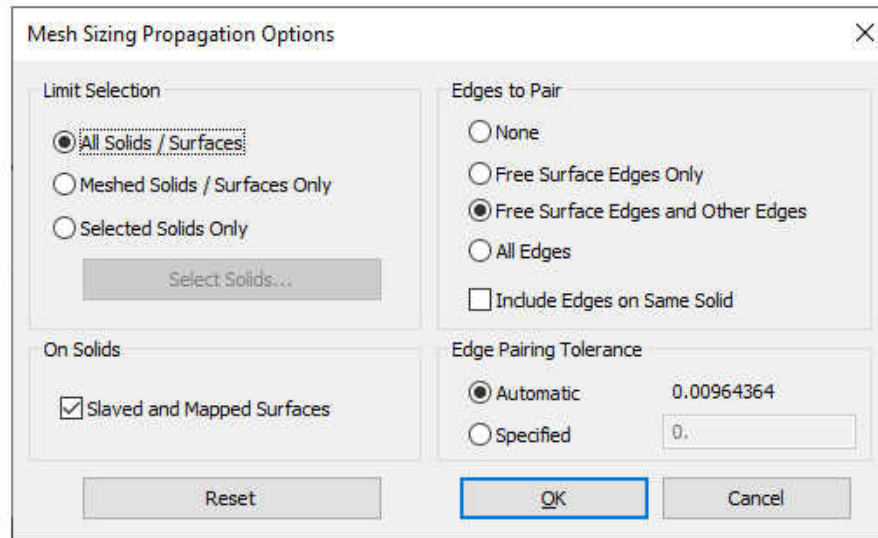 Mesh Sizing Propagation Options
Limit Selection
All Solids / Surfaces
Meshed Solids / Surfaces Only
Selected Solids Only
Select Solids...
Edges to Pair
None
Free Surface Edges Only
Free Surface Edges and Other Edges
All Edges
Include Edges on Same Solid
On Solids
Slaved and Mapped Surfaces
Edge Pairing Tolerance
Automatic 0.00964364
Specified 0.
Reset OK Cancel